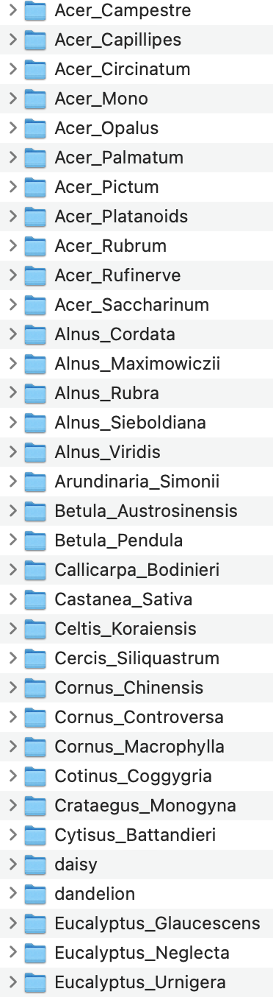 Acer_Campestre
Acer_Capillipes
Acer_Circinatum
Acer_Mono
Acer_Opalus
Acer_Palmatum
Acer_Pictum
Acer_Platanoids
Acer_Rubrum
Acer_Rufinerve
Acer_Saccharinum
Alnus_Cordata
Alnus_Maximowiczii
Alnus_Rubra
Alnus_Sieboldiana
Alnus_Viridis
Arundinaria_Simonii
Betula_Austrosinensis
Betula_Pendula
Callicarpa_Bodinieri
Castanea_Sativa
Celtis_Koraiensis
Cercis_Siliquastrum
Cornus_Chinensis
Cornus_Controversa
Cornus_Macrophylla
Cotinus_Coggygria
Crataegus_Monogyna
Cytisus_Battandieri
daisy
dandelion
Eucalyptus_Glaucescens
Eucalyptus_Neglecta
Eucalyptus_Urnigera